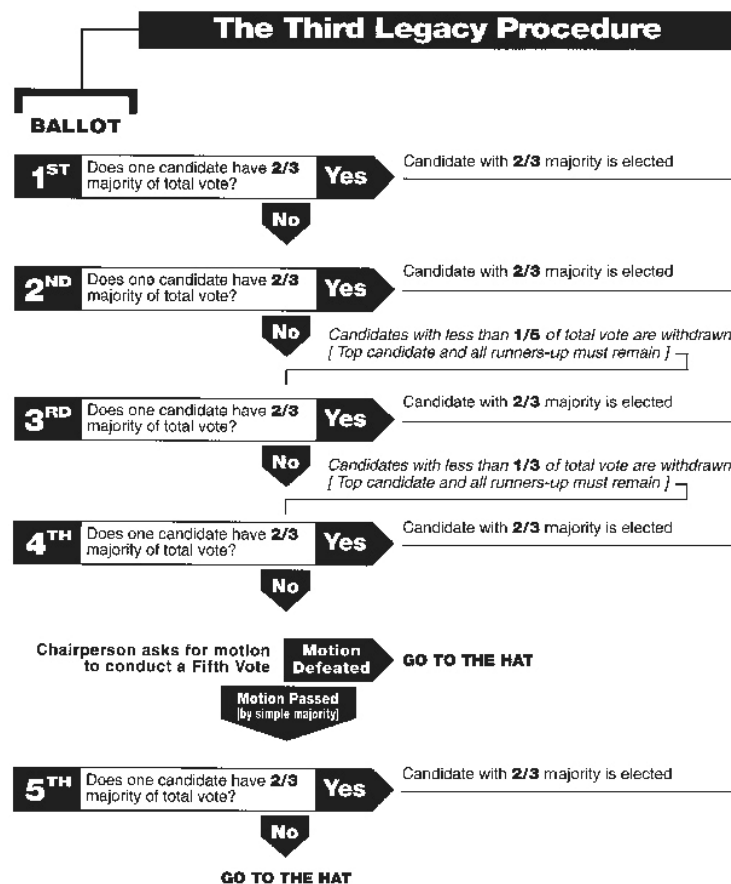 The Third Legacy Procedure
BALLOT
1ST
Does one candidate have 2/3
majority of total vote?
Yes
Candidate with 2/3 majority is elected
No
2ND
Does one candidate have 2/3
majority of total vote?
Yes
Candidate with 2/3 majority is elected
No
Candidates with less than 1/5 of total vote are withdrawn
[ Top candidate and all runners-up must remain ]
3RD
Does one candidate have 2/3
majority of total vote?
Yes
Candidate with 2/3 majority is elected
No
Candidates with less than 1/3 of total vote are withdrawn
[ Top candidate and all runners-up must remain ]
4TH
Does one candidate have 2/3
majority of total vote?
Yes
Candidate with 2/3 majority is elected
No
Chairperson asks for motion
to conduct a Fifth Vote
Motion
Defeated
GO TO THE HAT
Motion Passed
[by simple majority]
5TH
Does one candidate have 2/3
majority of total vote?
Yes
Candidate with 2/3 majority is elected
No
GO TO THE HAT